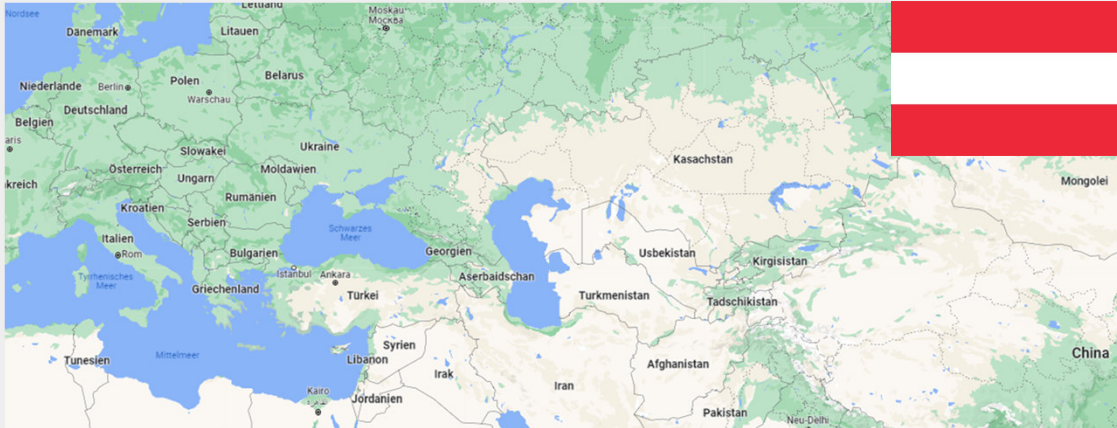 Nordsee
Lettland
Moskau
Москва
Dänemark
Litauen
Niederlande
Berlin
Polen
Warschau
Belarus
Deutschland
Belgien
aris
Slowakei
Ukraine
Kasachstan
Österreich
Ungarn
Moldawien
Mongolei
kreich
Rumänien
Kroatien
Serbien
Schwarzes
Meer
Italien
Rom
Bulgarien
Georgien
Usbekistan
Kirgisistan
Istanbul
Ankara
Aserbaidschan
Tyrrhenisches
Meer
Griechenland
Türkei
Turkmenistan
Tadschikistan
Syrien
China
Tunesien
Mittelmeer
Libanon
Irak
Afghanistan
Iran
Kairo
Jordanien
Pakistan
Neu-Delhi